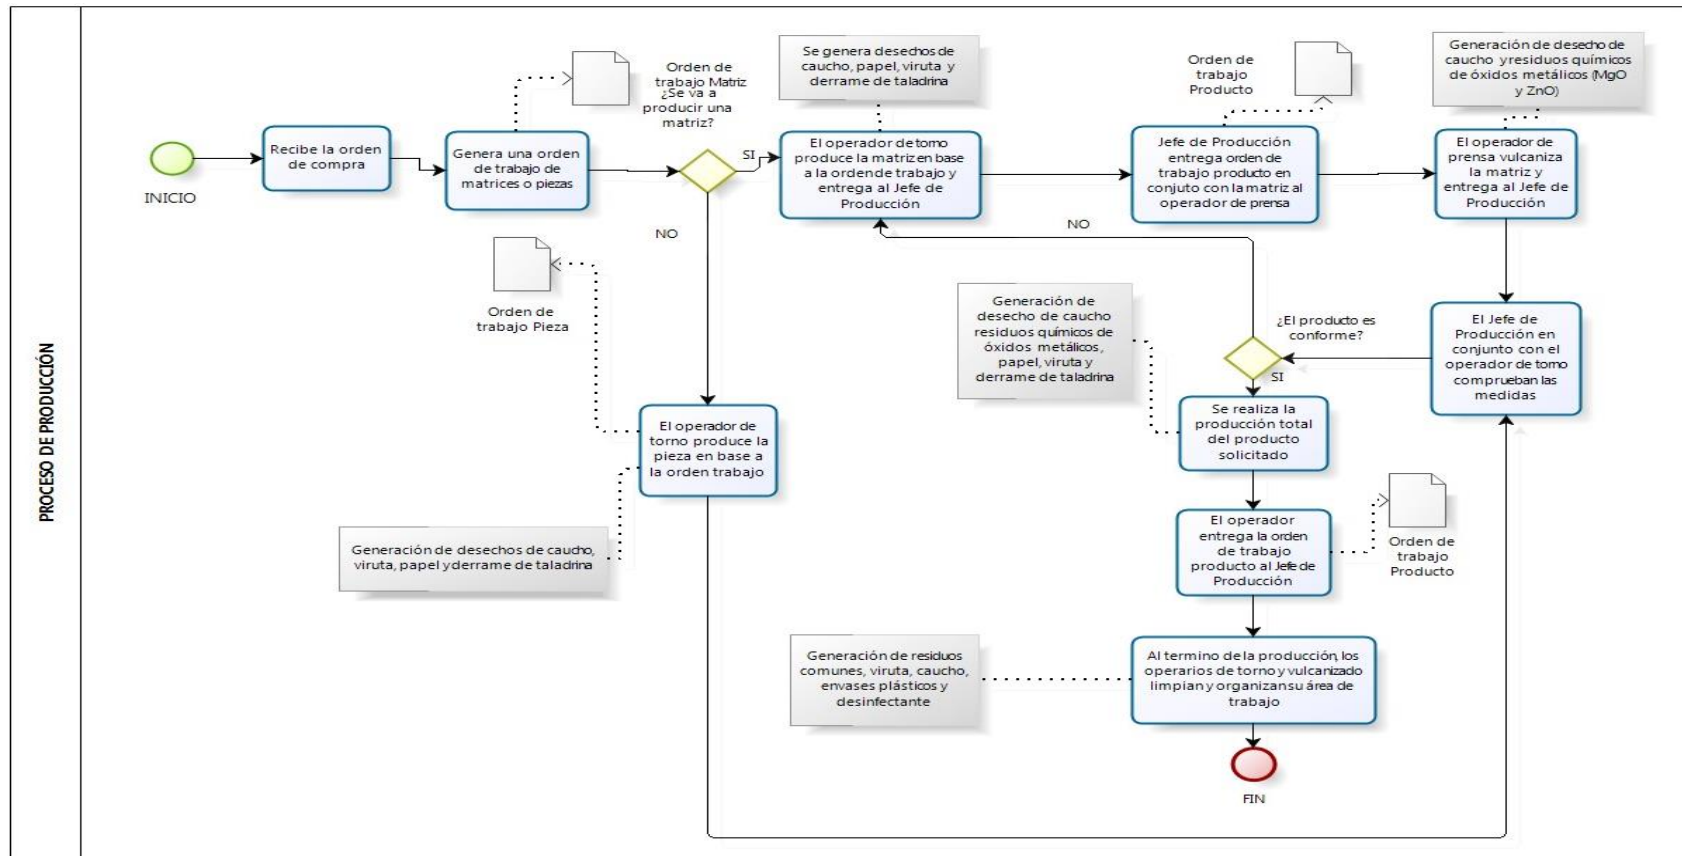 PROCESO DE PRODUCCIÓN
INICIO
Recibe la orden
de compra
Genera una orden
de trabajo de
matrices o piezas
Orden de
trabajo Matriz
¿Se va a
producir una
matriz?
SI
NO
Se genera desechos de
caucho, papel, viruta y
derrame de taladrina
El operador de torno
produce la matriz en base
a la orden de trabajo y
entrega al Jefe de
Producción
Orden de
trabajo
Producto
Jefe de Producción
entrega orden de
trabajo producto en
conjuto con la matriz al
operador de prensa
Generación de desecho de
caucho y residuos químicos
de óxidos metálicos (MgO
y ZnO)
El operador de
prensa vulcaniza
la matriz y
entrega al Jefe de
Producción
Orden de
trabajo Pieza
El operador de
torno produce la
pieza en base a
la orden trabajo
Generación de desechos de caucho,
viruta, papel y derrame de taladrina
El Jefe de
Producción en
conjunto con el
operador de torno
comprueban las
medidas
¿El producto es
conforme?
NO
SI
Generación de
desecho de caucho
residuos químicos de
óxidos metálicos,
papel, viruta y
derrame de taladrina
Se realiza la
producción total
del producto
solicitado
El operador
entrega la orden
de trabajo
producto al Jefe de
Producción
Orden de
trabajo
Producto
Generación de residuos
comunes, viruta, caucho,
envases plásticos y
desinfectante
Al termino de la producción, los
operarios de torno y vulcanizado
limpian y organizan su área de
trabajo
FIN